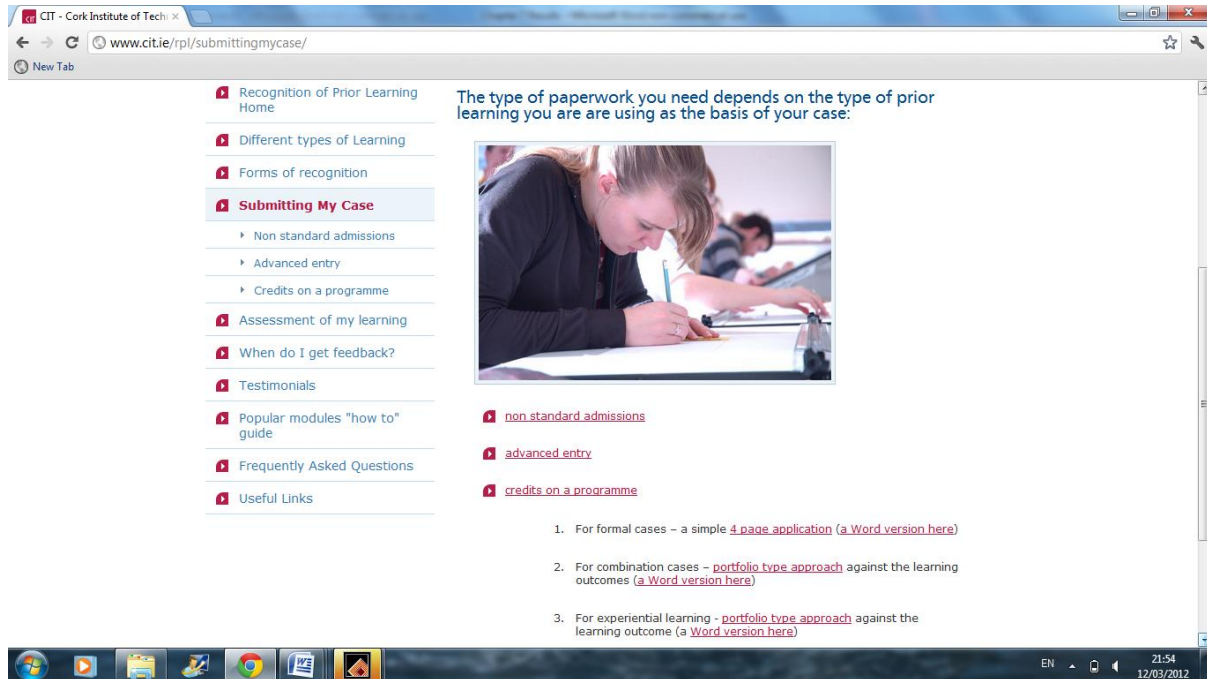 CIT - Cork Institute of Tech
www.cit.ie/rpl/submittingmycase/
New Tab
Recognition of Prior Learning
Home
Different types of Learning
Forms of recognition
Submitting My Case
Non standard admissions
Advanced entry
Credits on a programme
Assessment of my learning
When do I get feedback?
Testimonials
Popular modules "how to"
guide
Frequently Asked Questions
Useful Links
The type of paperwork you need depends on the type of prior
learning you are are using as the basis of your case:
non standard admissions
advanced entry
credits on a programme
1. For formal cases – a simple 4 page application (a Word version here)
2. For combination cases – portfolio type approach against the learning
outcomes (a Word version here)
3. For experiential learning - portfolio type approach against the
learning outcome (a Word version here)
EN
21:54
12/03/2012